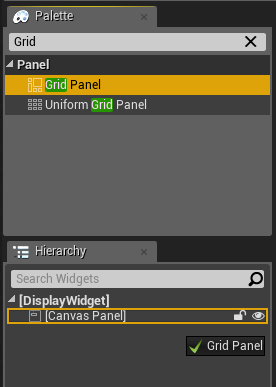 Palette
Grid
Panel
Grid Panel
Uniform Grid Panel
Hierarchy
Search Widgets
[DisplayWidget]
[Canvas Panel]
Grid Panel